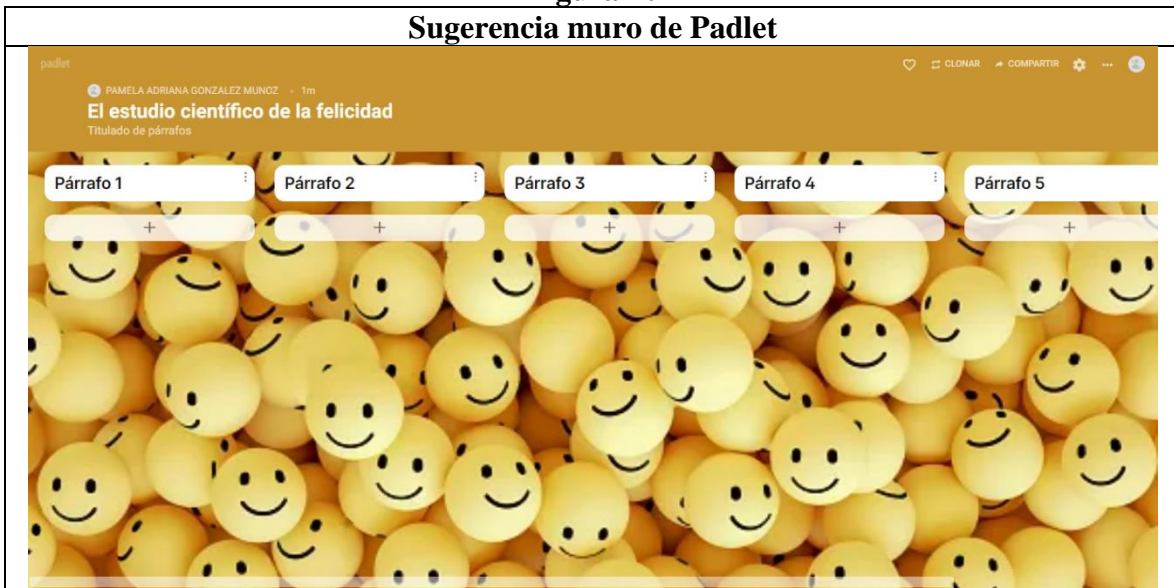 Sugerencia muro de Padlet
padlet
CLONAR COMPARTIR
PAMELA ADRIANA GONZALEZ MUNOZ • 1m
El estudio científico de la felicidad
Titulado de párrafos
Párrafo 1 Párrafo 2 Párrafo 3 Párrafo 4 Párrafo 5
+ + + + +